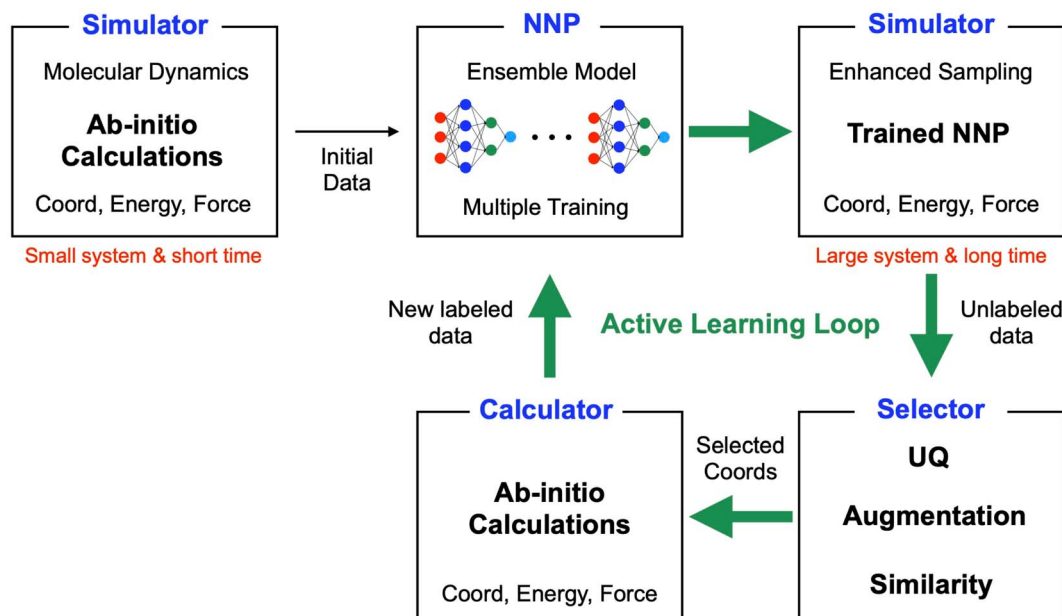 Simulator
Molecular Dynamics
Ab-initio
Calculations
Coord, Energy, Force
Small system & short time
Initial
Data
NNP
Ensemble Model
Multiple Training
Simulator
Enhanced Sampling
Trained NNP
Coord, Energy, Force
Large system & long time
New labeled
data
Active Learning Loop
Unlabeled
data
Calculator
Ab-initio
Calculations
Coord, Energy, Force
Selected
Coords
Selector
UQ
Augmentation
Similarity